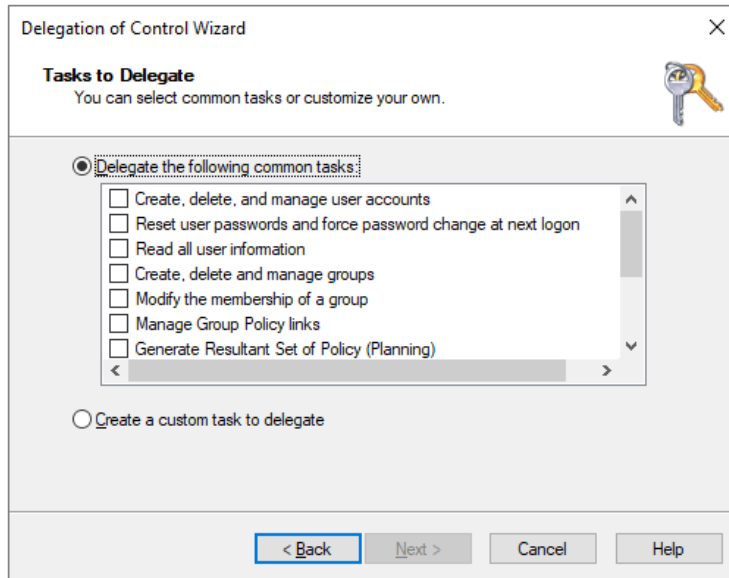 Delegation of Control Wizard
Tasks to Delegate
You can select common tasks or customize your own.
Delegate the following common tasks:
Create, delete, and manage user accounts
Reset user passwords and force password change at next logon
Read all user information
Create, delete and manage groups
Modify the membership of a group
Manage Group Policy links
Generate Resultant Set of Policy (Planning)
Create a custom task to delegate
< Back Next > Cancel Help